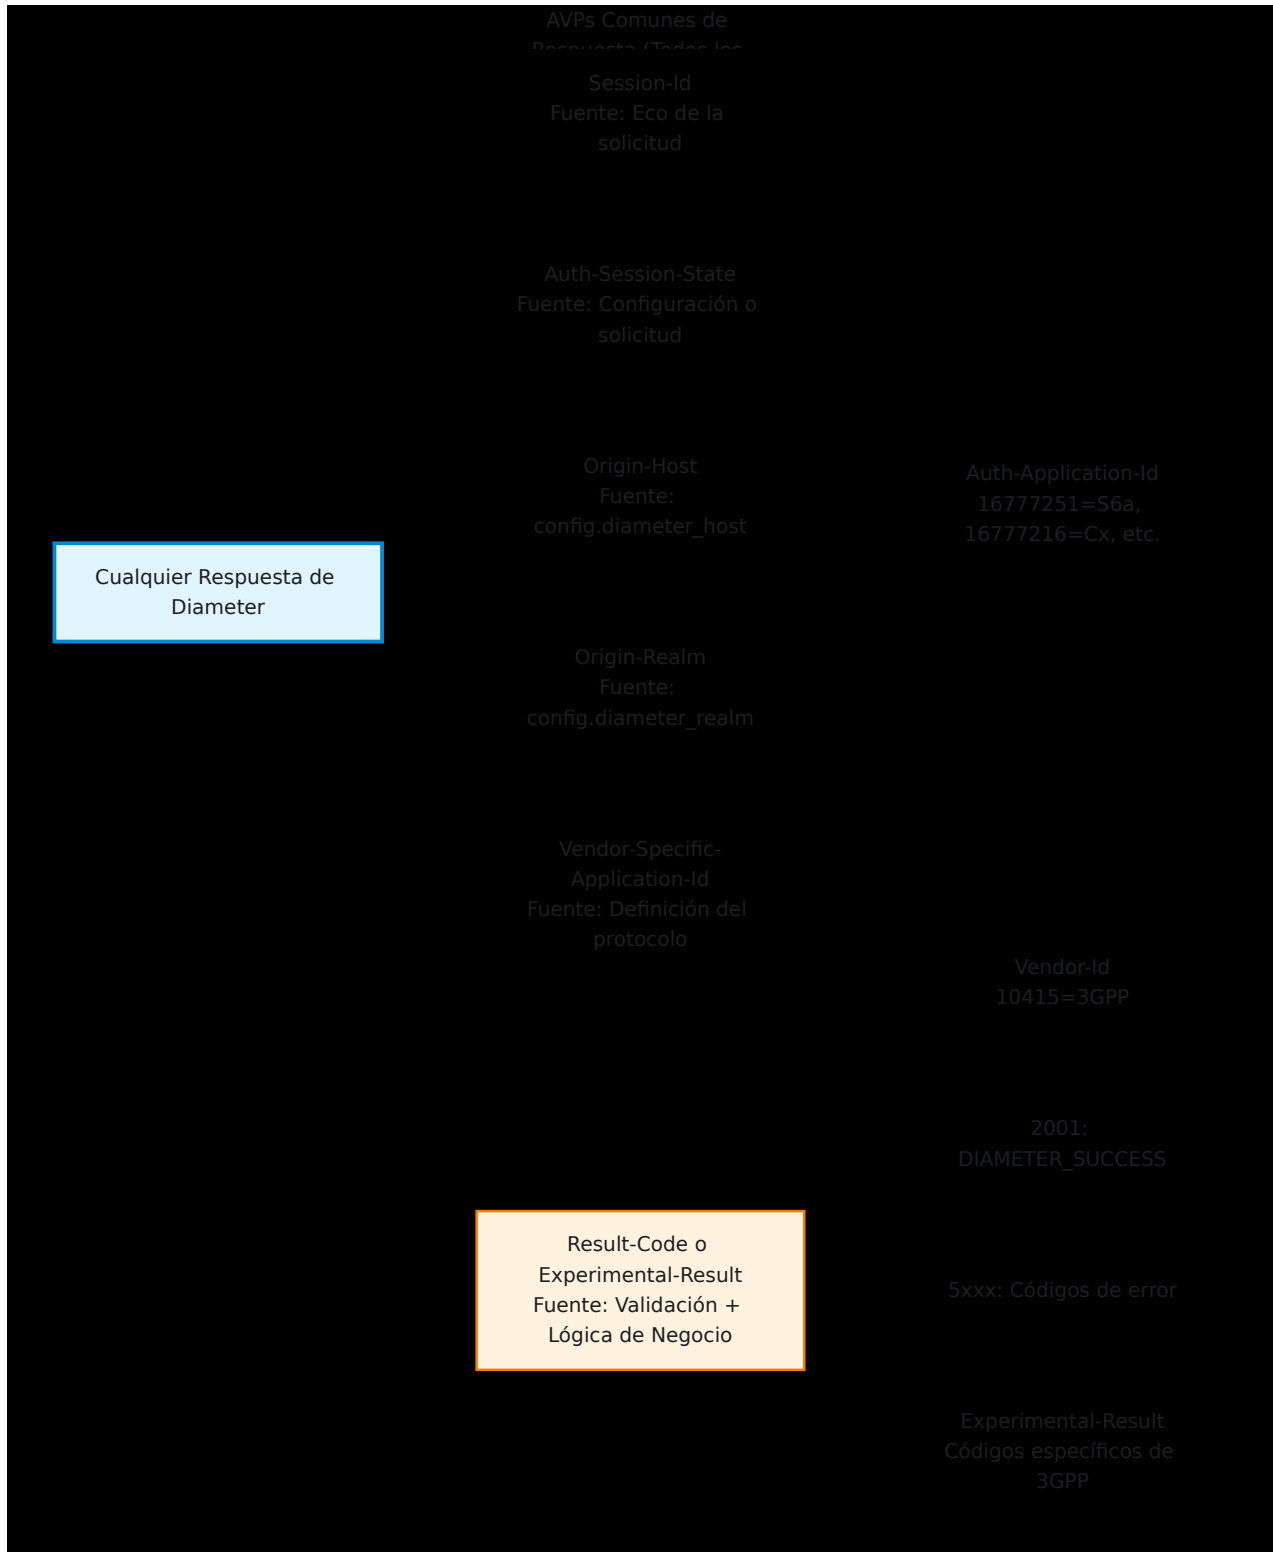 AVPs Comunes de
Respuesta (Todos los
Session-Id
Fuente: Eco de la
solicitud
Auth-Session-State
Fuente: Configuración o
solicitud
Origin-Host
Fuente:
config.diameter_host
Auth-Application-Id
16777251=S6a,
16777216=Cx, etc.
Cualquier Respuesta de
Diameter
Origin-Realm
Fuente:
config.diameter_realm
Vendor-Specific-
Application-Id
Fuente: Definición del
protocolo
Vendor-Id
10415=3GPP
2001:
DIAMETER_SUCCESS
Result-Code o
Experimental-Result
Fuente: Validación +
Lógica de Negocio
5xxx: Códigos de error
Experimental-Result
Códigos específicos de
3GPP